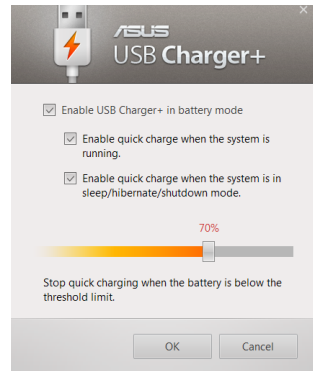 ASUS
USB Charger+
Enable USB Charger+ in battery mode
Enable quick charge when the system is
running.
Enable quick charge when the system is in
sleep/hibernate/shutdown mode.
70%
Stop quick charging when the battery is below the
threshold limit.
OK Cancel